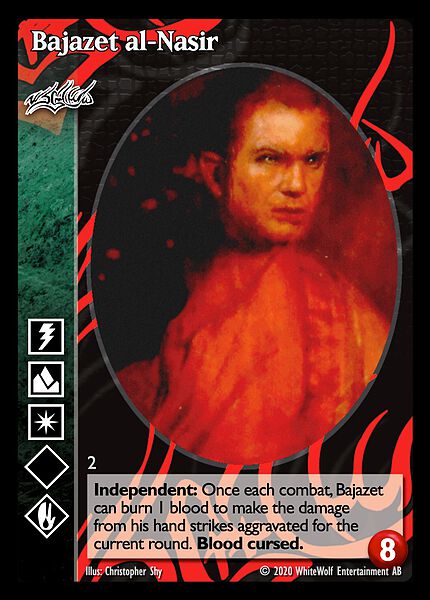 Bajazet al-Nasir
2
Independent: Once each combat, Bajazet
can burn 1 blood to make the damage
from his hand strikes aggravated for the
current round. Blood cursed.
8
Illus: Christopher Shy © 2020 WhiteWolf Entertainment AB